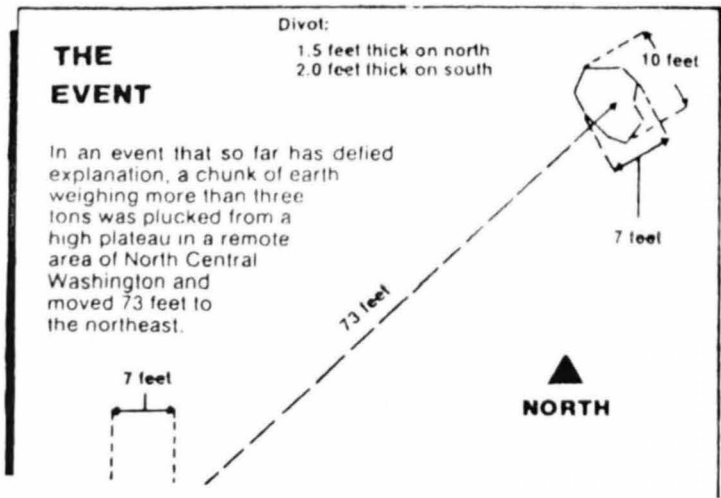 Divot:
1.5 feet thick on north
2.0 feet thick on south
THE
EVENT
10 feet
In an event that so far has defied
explanation, a chunk of earth
weighing more than three
tons was plucked from a
high plateau in a remote
area of North Central
Washington and
moved 73 feet to
the northeast.
7 feet
73 feet
7 feet
NORTH